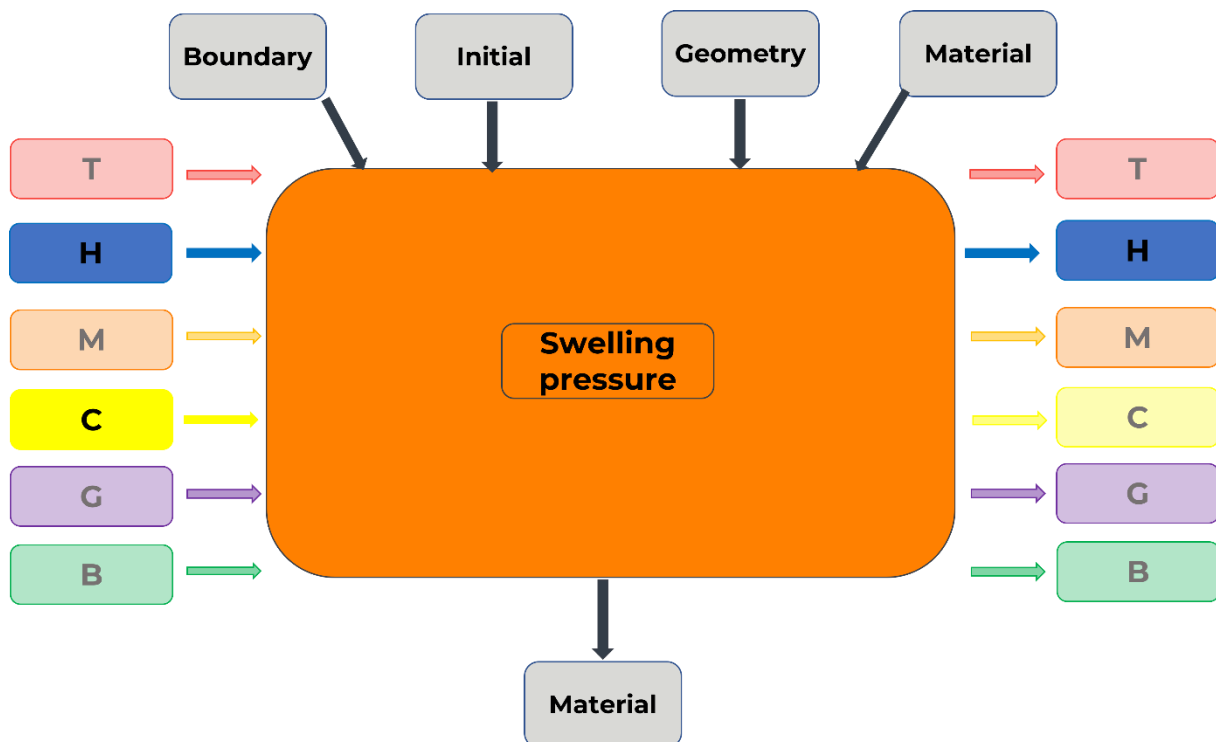 Boundary
Initial
Geometry
Material
T
T
H
H
M
Swelling
pressure
M
C
C
G
G
B
B
Material